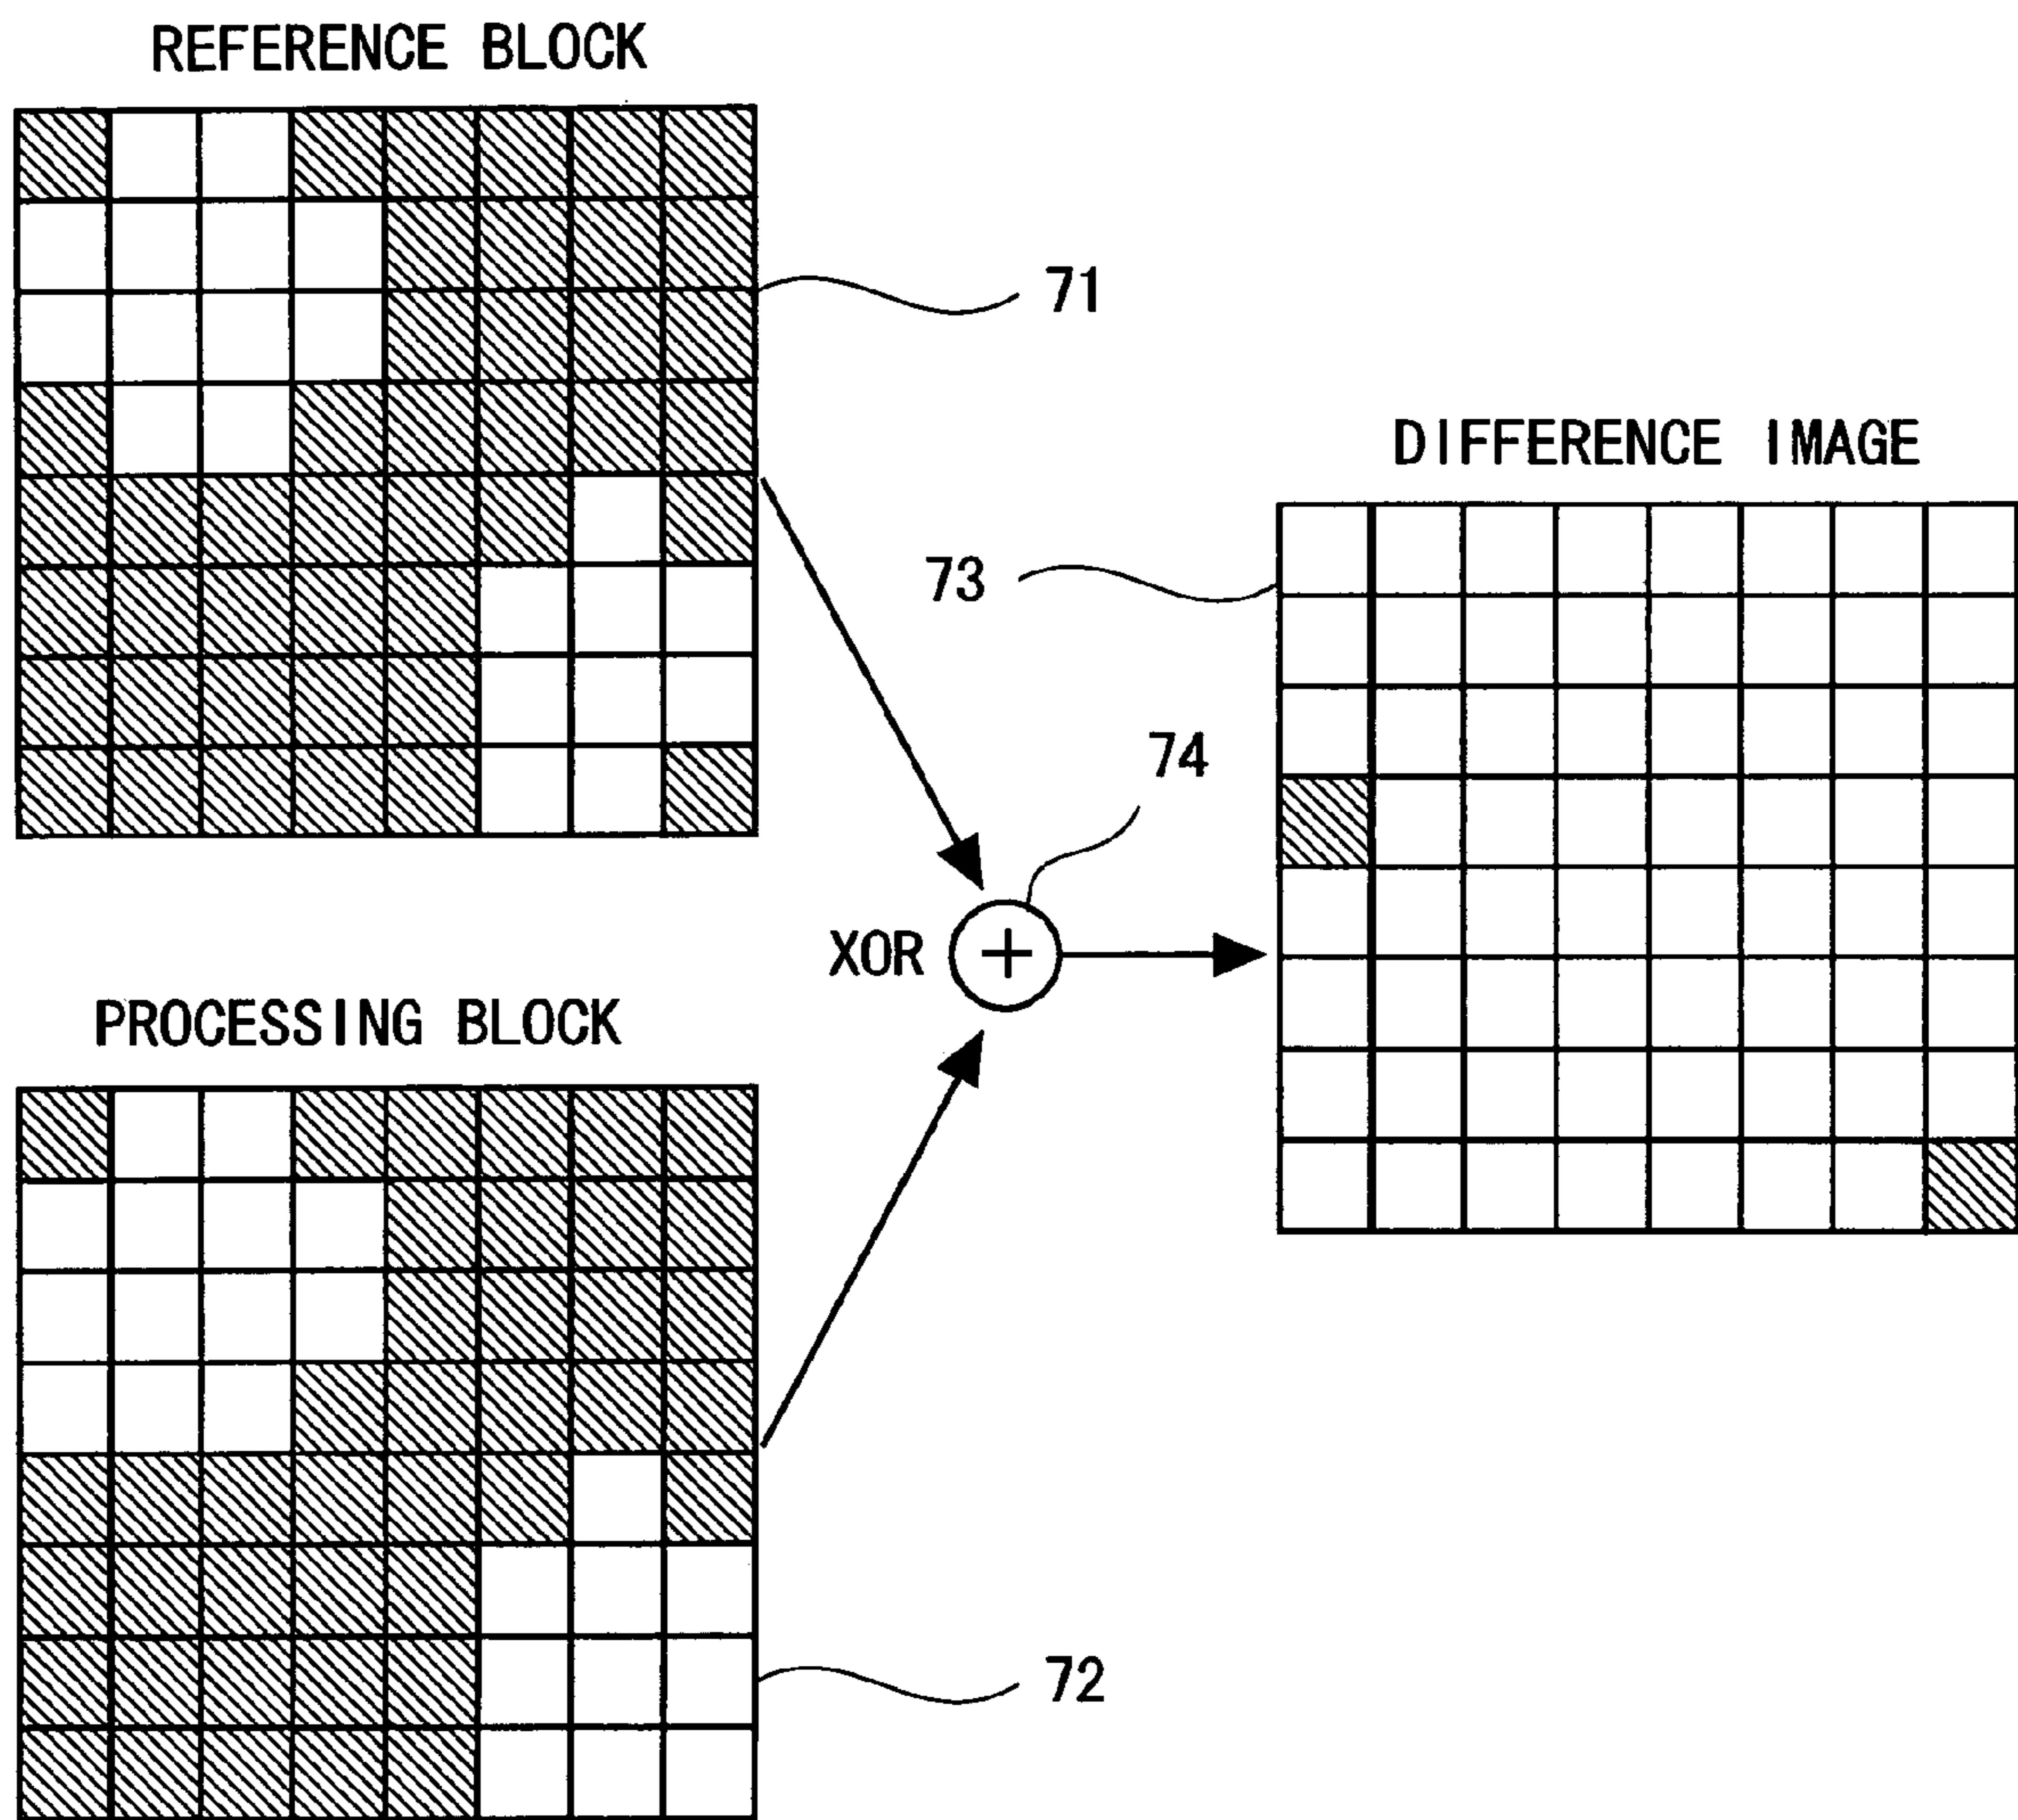 REFERENCE BLOCK
71
DIFFERENCE IMAGE
73
74
XOR
PROCESSING BLOCK
72